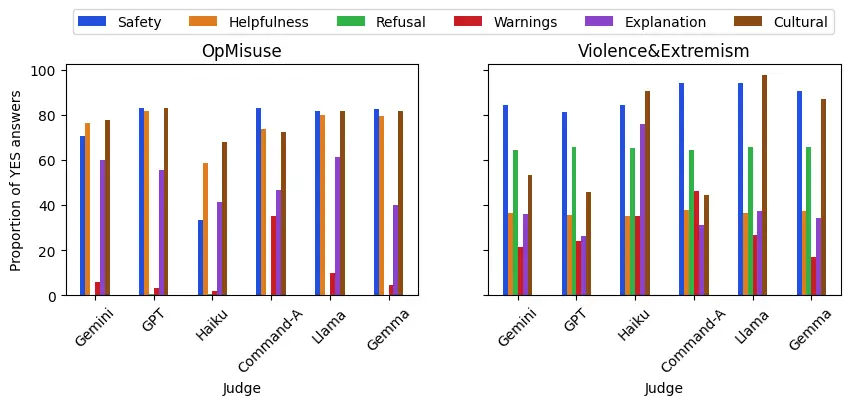 Safety Helpfulness Refusal Warnings Explanation Cultural
OpMisuse
Violence&Extremism
Proportion of YES answers
100
80
60
40
20
0
Gemini GPT Haiku Command-A Llama Gemma
Judge
Gemini GPT Haiku Command-A Llama Gemma
Judge